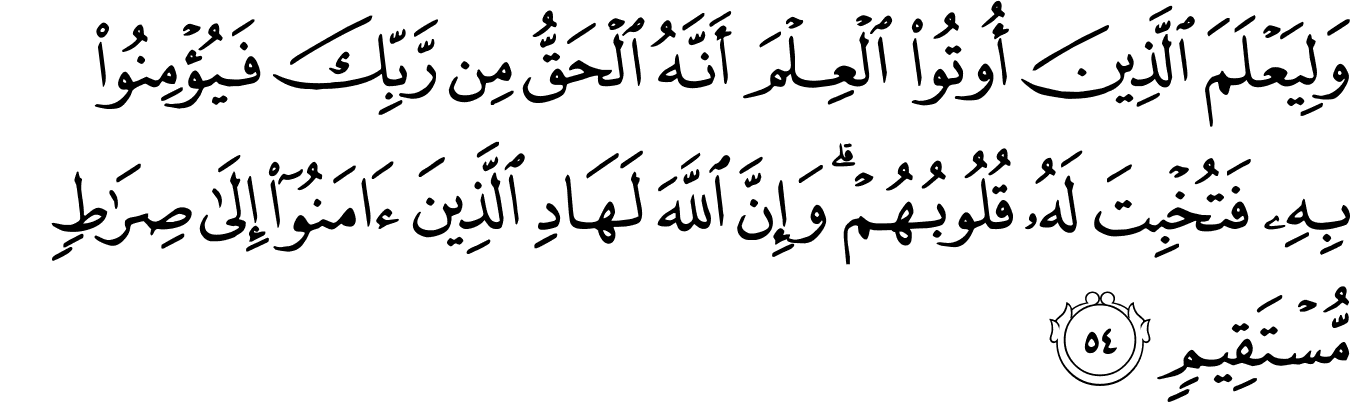 وَلِيَعْلَمَ ٱلَّذِينَ أُوتُوا۟ ٱلْعِلْمَ أَنَّهُ ٱلْحَقُّ مِن رَّبِّكَ فَيُؤْمِنُوا۟
بِهِۦ فَتُخْبِتَ لَهُۥ قُلُوبُهُمْ ۗ وَإِنَّ ٱللَّهَ لَهَادِ ٱلَّذِينَ ءَامَنُوٓا۟ إِلَىٰ صِرَٰطٍ
مُّسْتَقِيمٍ ٥٤